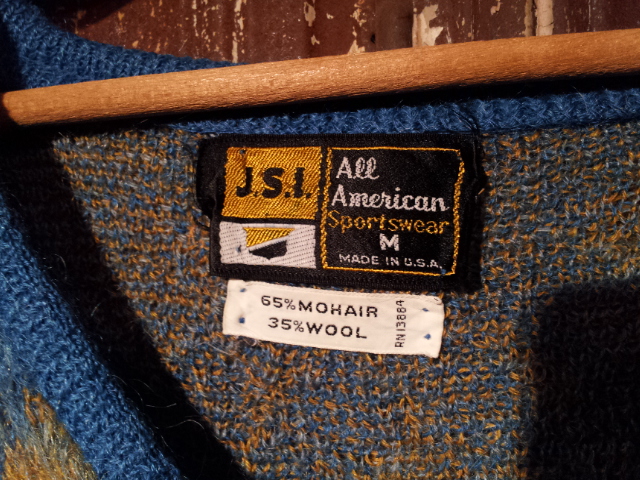 J.S.I.
All
American
Sportswear
M
MADE IN U.S.A.
65% MOHAIR
35% WOOL
RN13884